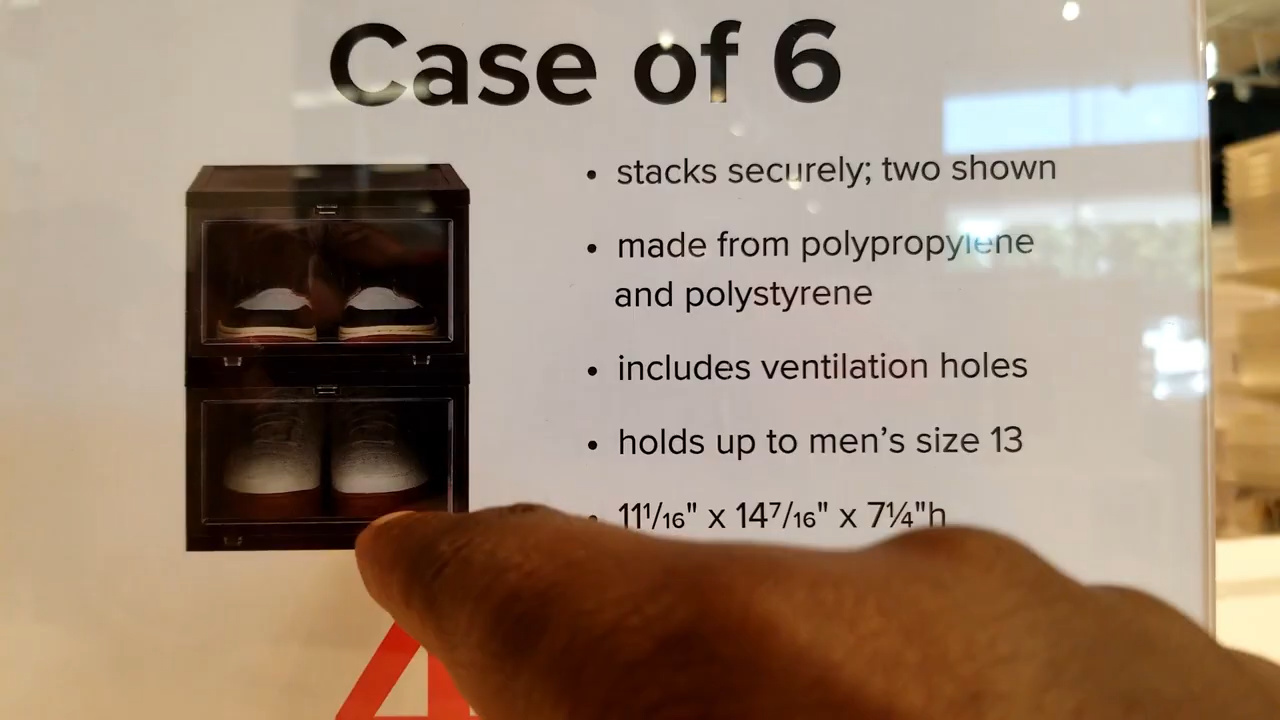 Case of 6
• stacks securely; two shown
• made from polypropylene
and polystyrene
• includes ventilation holes
• holds up to men's size 13
• 11¹/₁₆" x 14⁷/₁₆" x 7¼"h
4